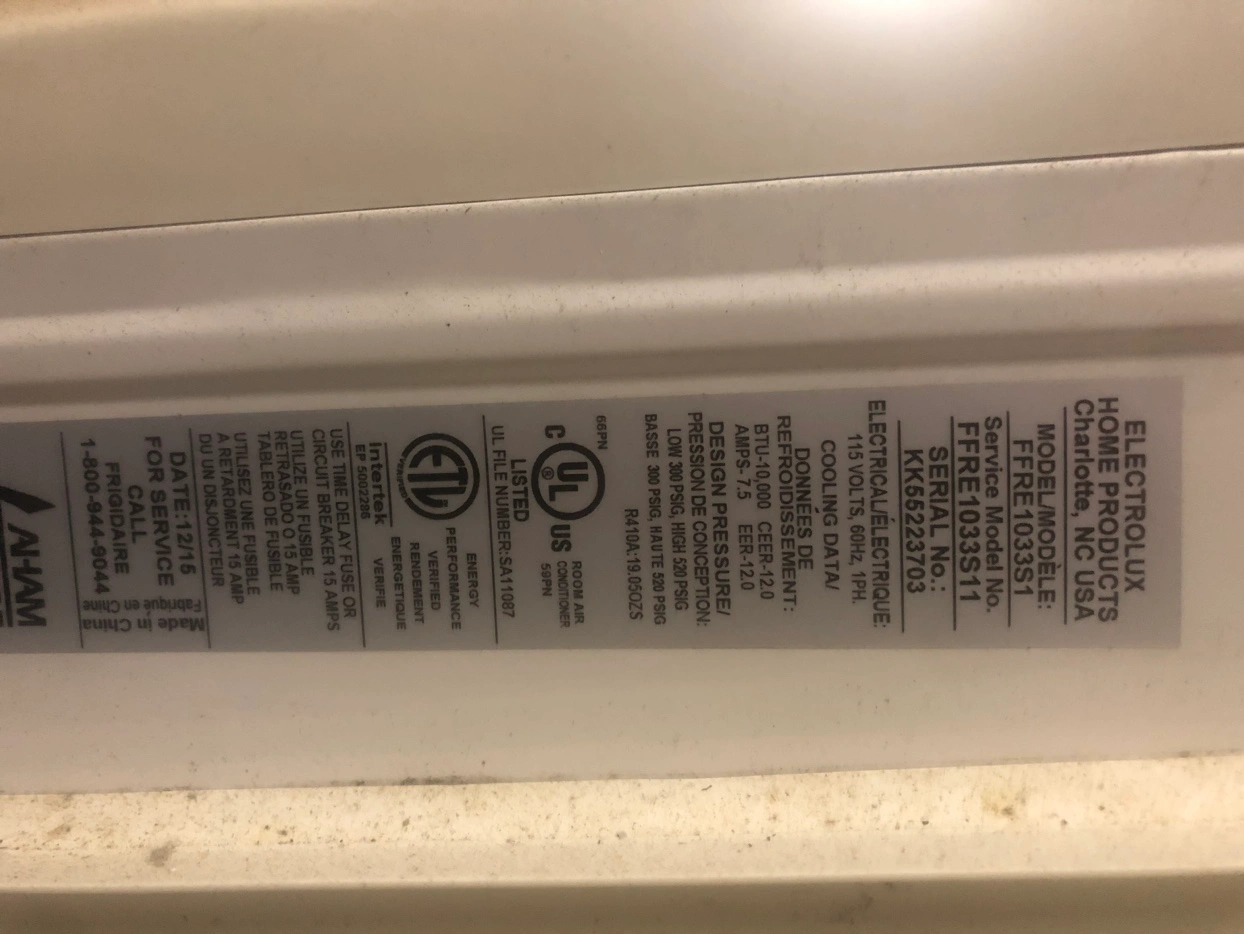 ELECTROLUX
HOME PRODUCTS
Charlotte, NC USA
MODEL/MODÈLE:
FFRE1033S1
Service Model No.
FFRE1033S11
SERIAL No.:
KK55223703
ELECTRICAL/ÉLECTRIQUE:
115 VOLTS, 60Hz, 1PH.
COOLING DATA/
DONNÉES DE
REFROIDISSEMENT:
BTU-10,000 CEER-12.0
AMPS- 7.5 EER-12.0
DESIGN PRESSURE/
PRESSION DE CONCEPTION:
LOW 300 PSIG, HIGH 520 PSIG
BASSE 300 PSIG, HAUTE 520 PSIG
R410A:19.05OZS
66PN
C UL ® US
ROOM AIR
CONDITIONER
59PN
LISTED
UL FILE NUMBER:SA11087
ETL
Intertek
EP 5002286
ENERGY
PERFORMANCE
VERIFIED
RENDMENT
ENERGETIQUE
VERIFIE
USE TIME DELAY FUSE OR
CIRCUIT BREAKER 15 AMPS
UTILIZE UN FUSIBLE
RETRASADO O 15 AMP
TABLERO DE FUSIBLE
UTILISEZ UNE FUSIBLE
A RETARDMENT 15 AMP
DU UN DISJONCTEUR
DATE:12/15
FOR SERVICE
CALL
FRIGIDAIRE
1-800-944-9044
Made in China
Fabriqué en Chine
AHAM